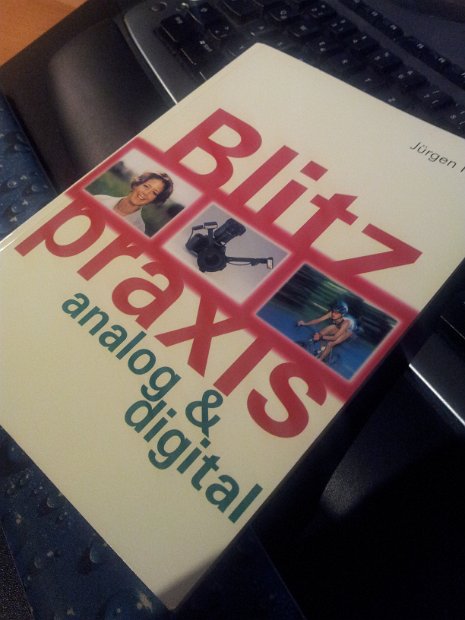 Jürgen
Blitz
praxis
analog &
digital